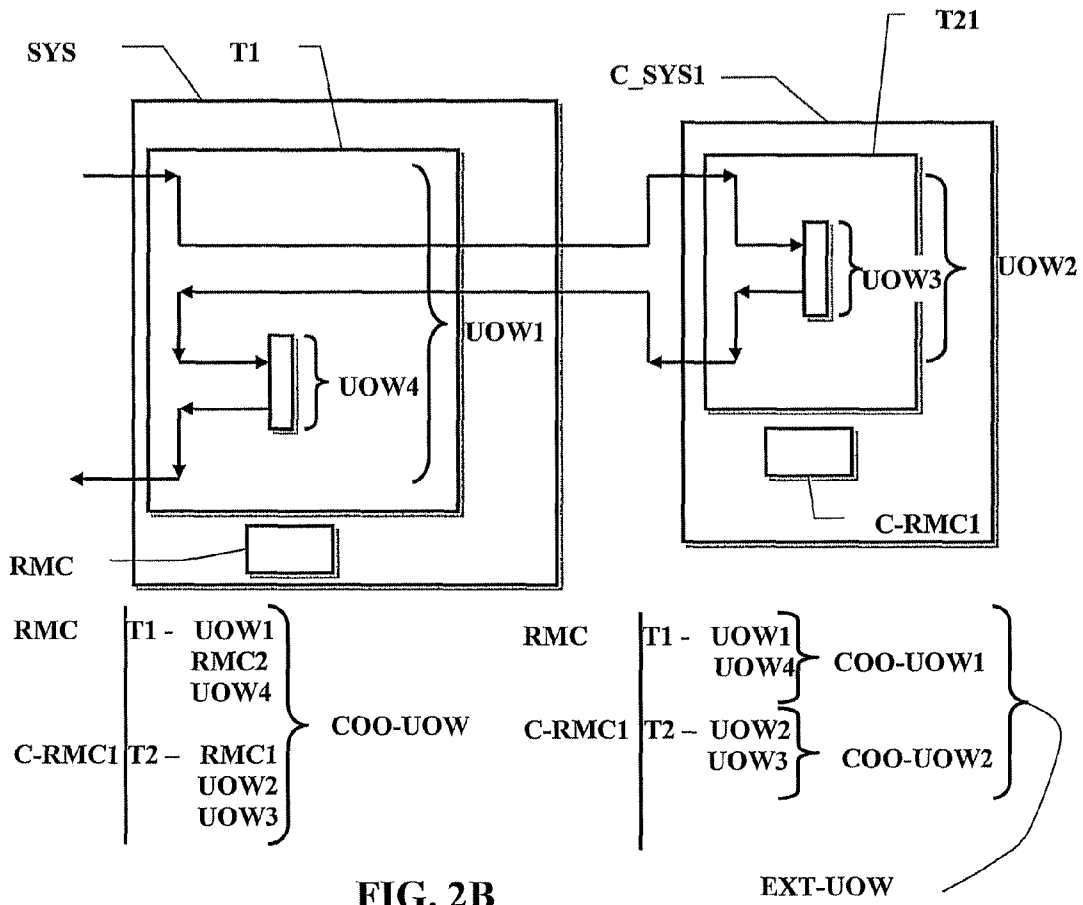 SYS T1 T21
C_SYS1
UOW3 UOW2
UOW1
UOW4
C-RMC1
RMC
RMC T1 - UOW1
RMC2
UOW4
COO-UOW
C-RMC1 T2 – RMC1
UOW2
UOW3
RMC T1 - UOW1
UOW4
COO-UOW1
C-RMC1 T2 – UOW2
UOW3
COO-UOW2
EXT-UOW
FIG. 2B